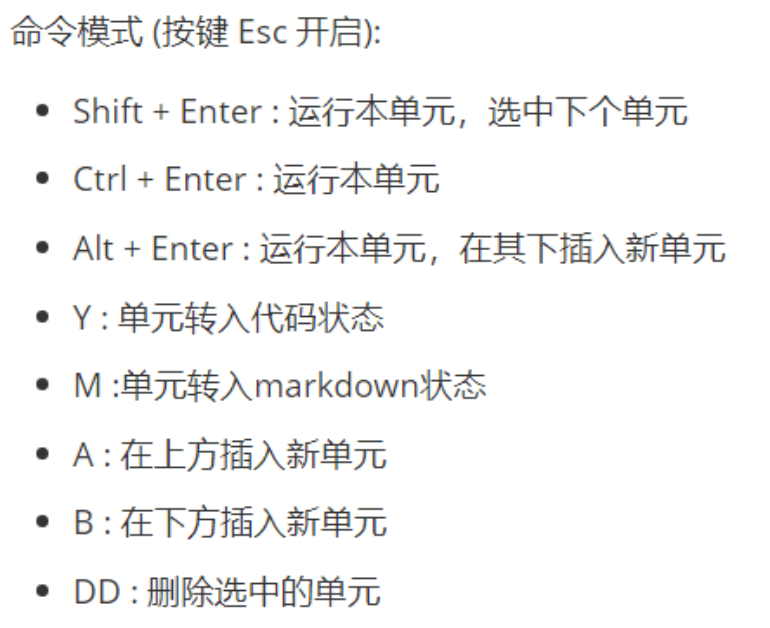 命令模式 (按键 Esc 开启):
• Shift + Enter : 运行本单元，选中下个单元
• Ctrl + Enter : 运行本单元
• Alt + Enter : 运行本单元，在其下插入新单元
• Y : 单元转入代码状态
• M :单元转入markdown状态
• A : 在上方插入新单元
• B : 在下方插入新单元
• DD : 删除选中的单元